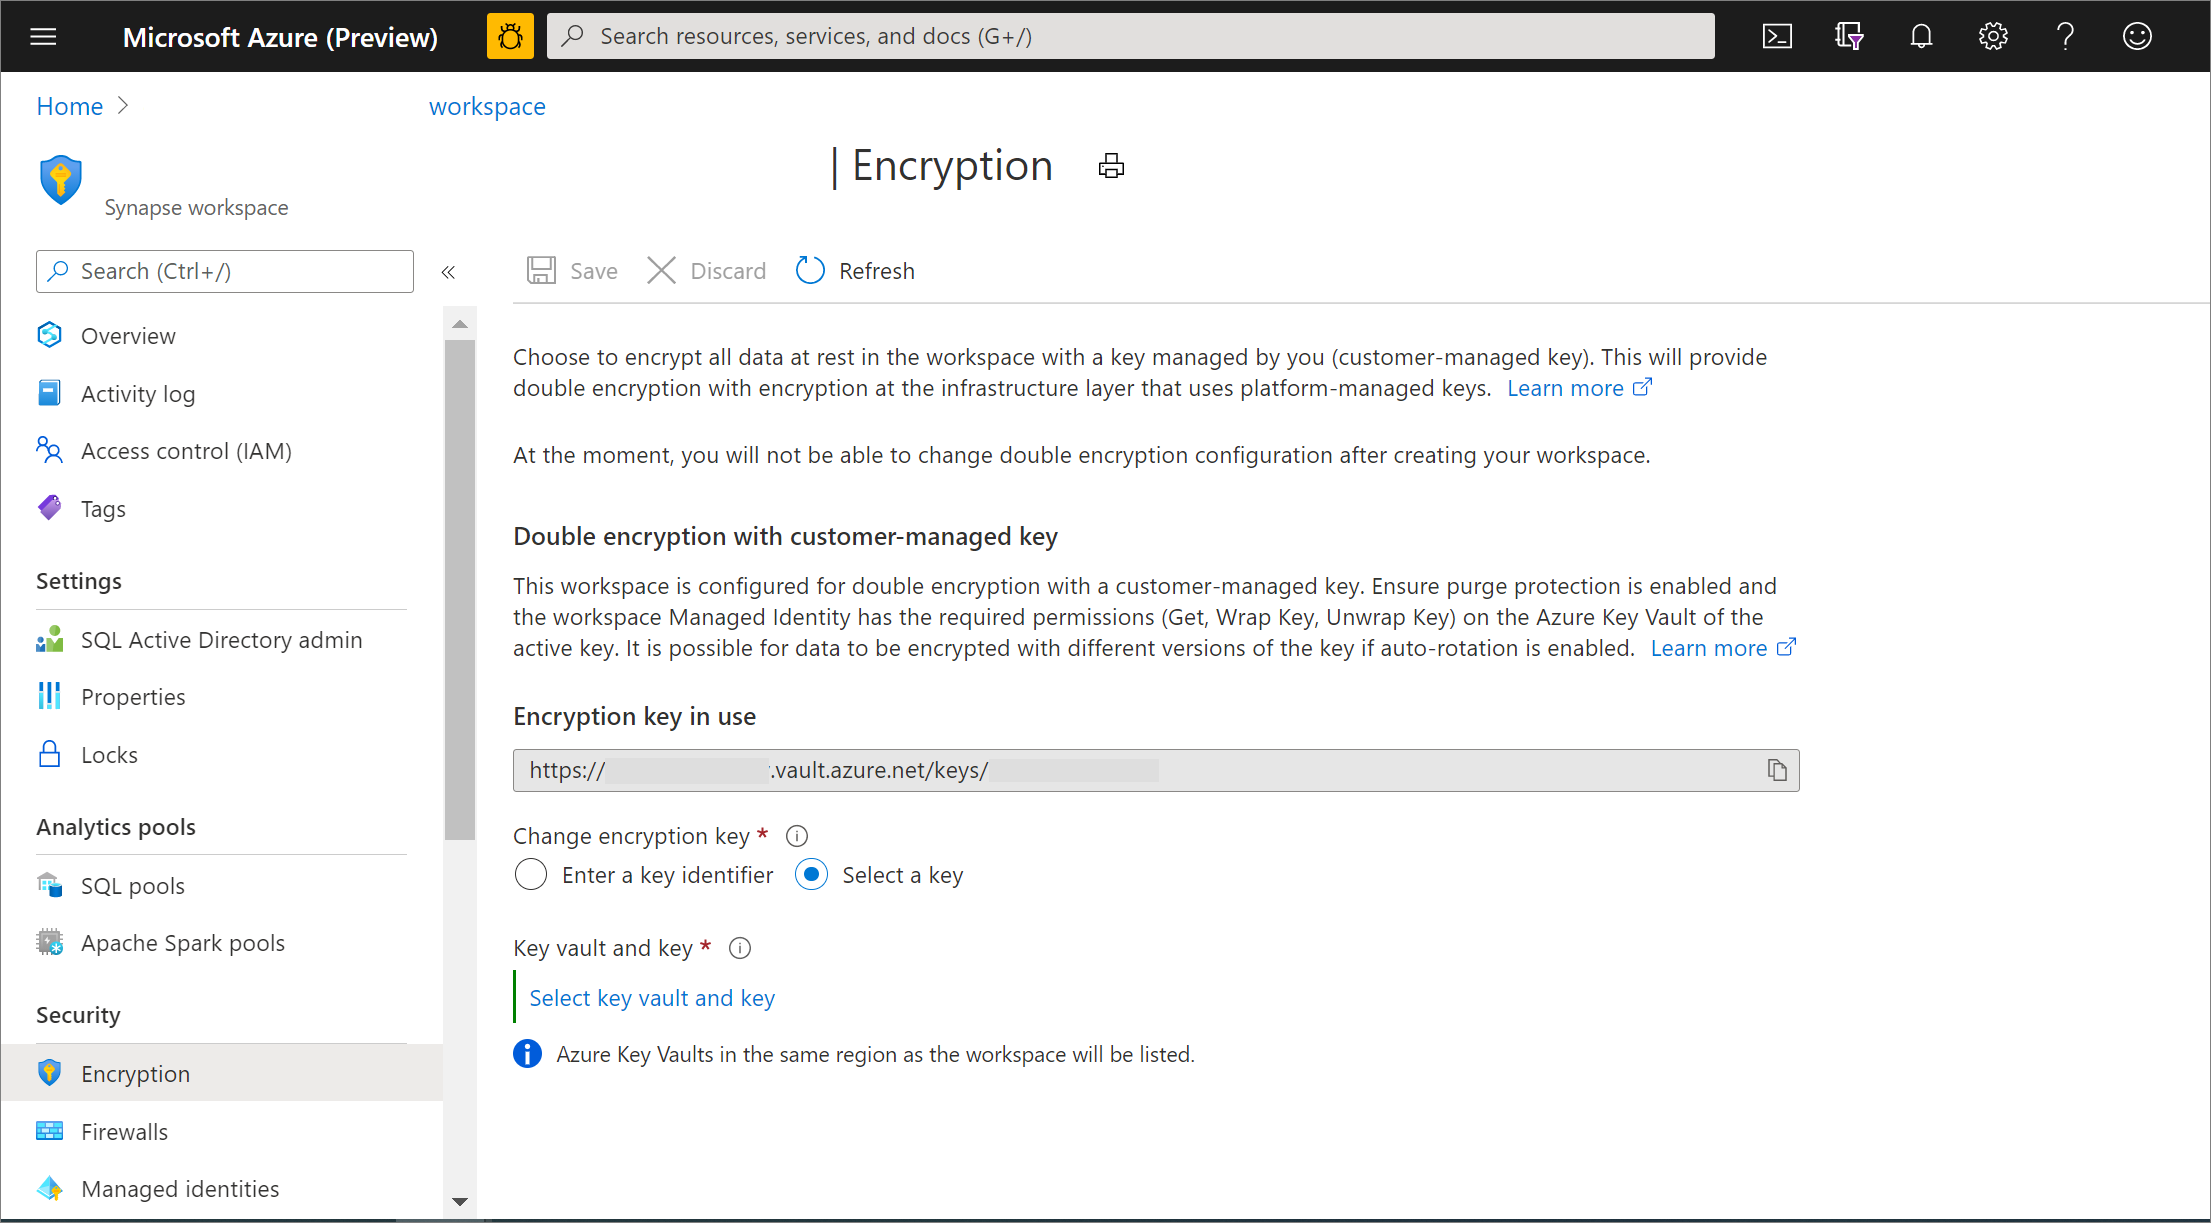 Microsoft Azure (Preview)
Search resources, services, and docs (G+/)
Home
workspace
| Encryption
Synapse workspace
Search (Ctrl+/)
Save
Discard
Refresh
Overview
Activity log
Access control (IAM)
Tags
Settings
SQL Active Directory admin
Properties
Locks
Analytics pools
SQL pools
Apache Spark pools
Security
Encryption
Firewalls
Managed identities
Choose to encrypt all data at rest in the workspace with a key managed by you (customer-managed key). This will provide
double encryption with encryption at the infrastructure layer that uses platform-managed keys. Learn more
At the moment, you will not be able to change double encryption configuration after creating your workspace.
Double encryption with customer-managed key
This workspace is configured for double encryption with a customer-managed key. Ensure purge protection is enabled and
the workspace Managed Identity has the required permissions (Get, Wrap Key, Unwrap Key) on the Azure Key Vault of the
active key. It is possible for data to be encrypted with different versions of the key if auto-rotation is enabled. Learn more
Encryption key in use
https:// .vault.azure.net/keys/
Change encryption key *
Enter a key identifier
Select a key
Key vault and key *
Select key vault and key
Azure Key Vaults in the same region as the workspace will be listed.